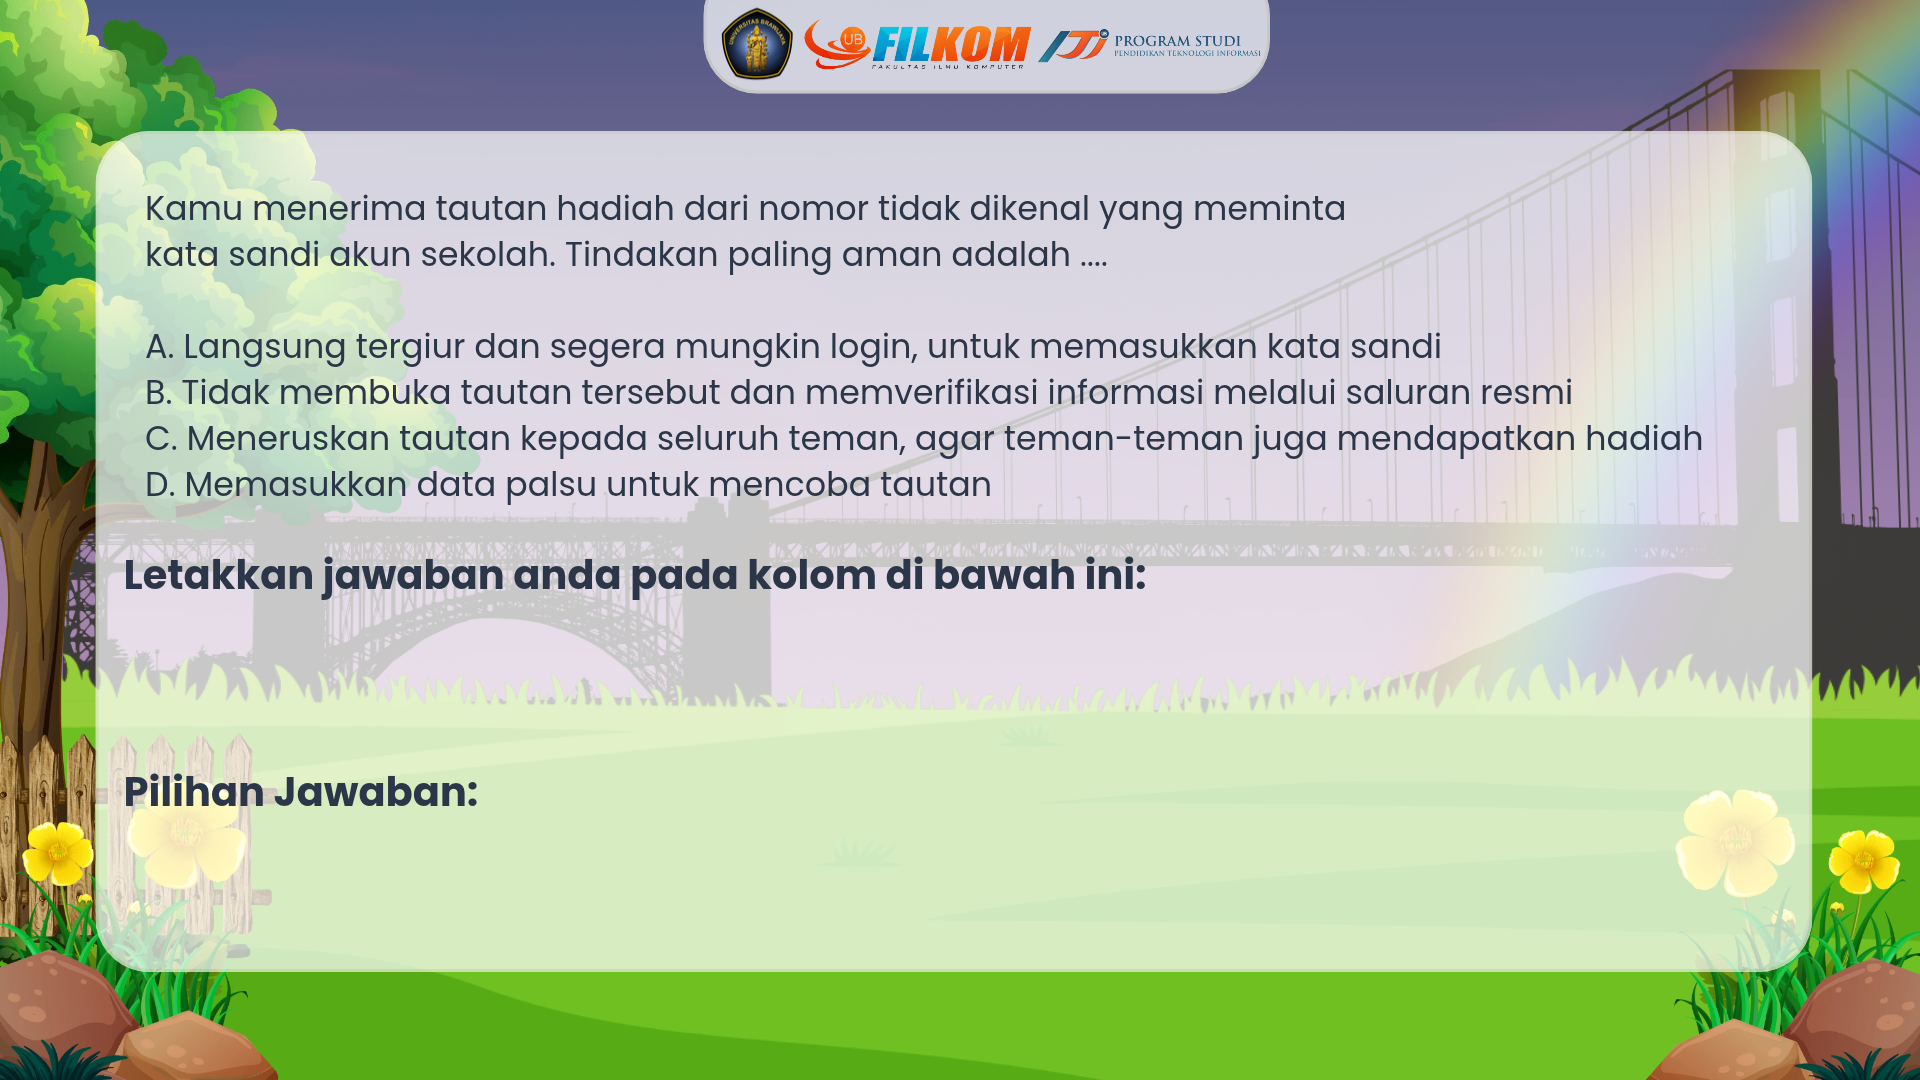 UNIVERSITAS BRAWIJAYA
UB FILKOM
FAKULTAS ILMU KOMPUTER
PROGRAM STUDI
PENDIDIKAN TEKNOLOGI INFORMASI
Kamu menerima tautan hadiah dari nomor tidak dikenal yang meminta
kata sandi akun sekolah. Tindakan paling aman adalah ....
A. Langsung tergiur dan segera mungkin login, untuk memasukkan kata sandi
B. Tidak membuka tautan tersebut dan memverifikasi informasi melalui saluran resmi
C. Meneruskan tautan kepada seluruh teman, agar teman-teman juga mendapatkan hadiah
D. Memasukkan data palsu untuk mencoba tautan
Letakkan jawaban anda pada kolom di bawah ini:
Pilihan Jawaban: